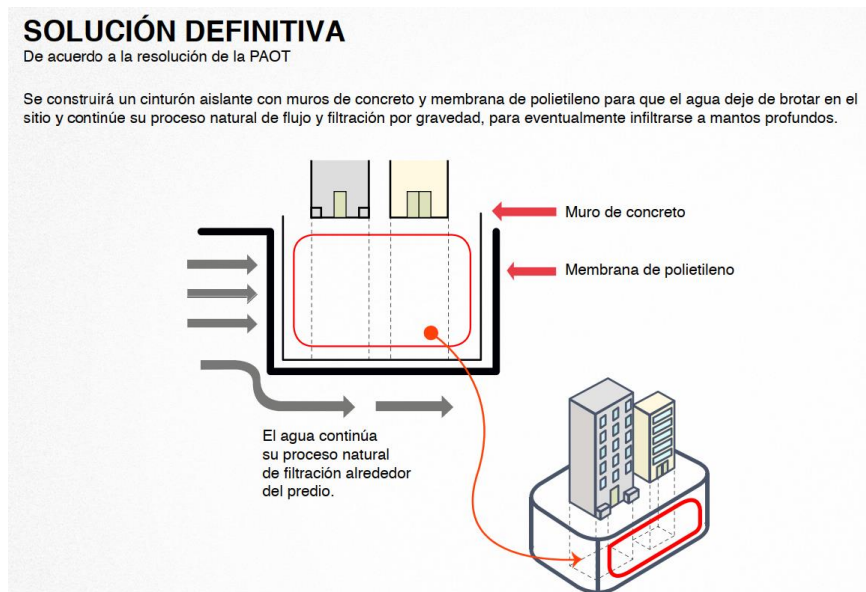 SOLUCIÓN DEFINITIVA
De acuerdo a la resolución de la PAOT
Se construirá un cinturón aislante con muros de concreto y membrana de polietileno para que el agua deje de brotar en el
sitio y continúe su proceso natural de flujo y filtración por gravedad, para eventualmente infiltrarse a mantos profundos.
Muro de concreto
Membrana de polietileno
El agua continúa
su proceso natural
de filtración alrededor
del predio.